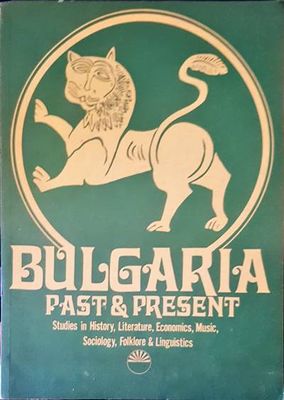 BULGARIA
PAST & PRESENT
Studies in History, Literature, Economics, Music,
Sociology, Folklore & Linguistics